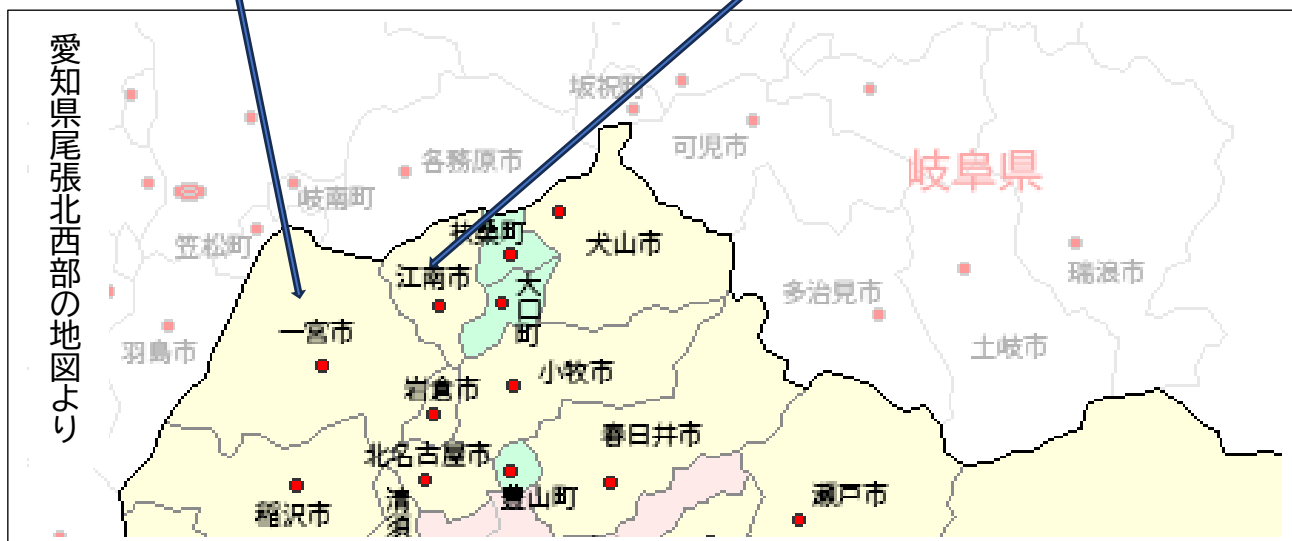 愛知県尾張北西部の地図より
坂祝町
可児市
各務原市
岐阜県
岐南町
笠松町
扶桑町
犬山市
江南市
大口町
瑞浪市
多治見市
一宮市
羽島市
土岐市
小牧市
岩倉市
春日井市
北名古屋市
豊山町
瀬戸市
稲沢市
清須